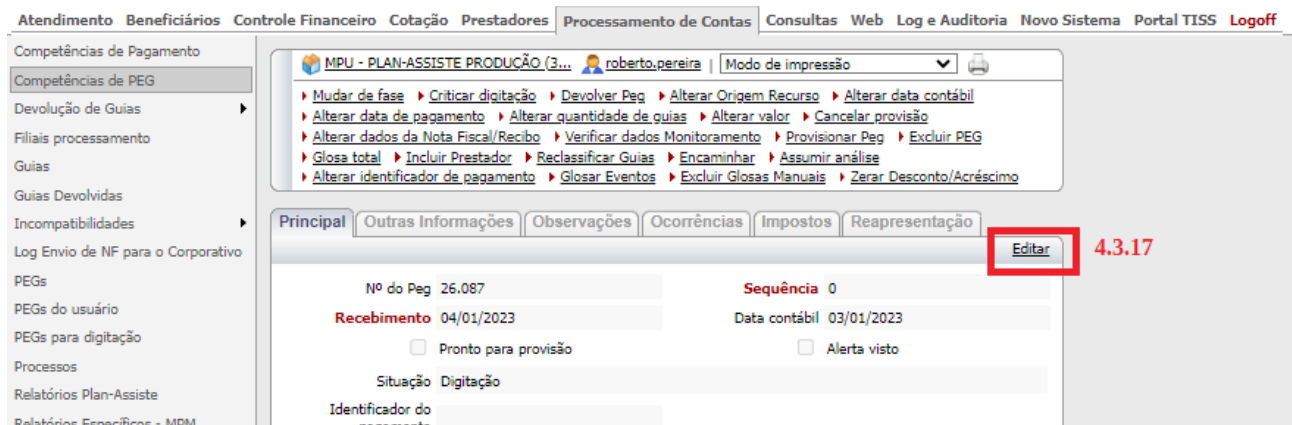 Atendimento Beneficiários Controle Financeiro Cotação Prestadores Processamento de Contas Consultas Web Log e Auditoria Novo Sistema Portal TISS Logoff
Competências de Pagamento
Competências de PEG
Devolução de Guias
Filiais processamento
Guias
Guias Devolvidas
Incompatibilidades
Log Envio de NF para o Corporativo
PEGs
PEGs do usuário
PEGs para digitação
Processos
Relatórios Plan-Assiste
Relatórios Específicos - MPM
MPU - PLAN-ASSISTE PRODUÇÃO (3... roberto.pereira | Modo de impressão
Mudar de fase Criticar digitação Devolver Peg Alterar Origem Recurso Alterar data contábil
Alterar data de pagamento Alterar quantidade de guias Alterar valor Cancelar provisão
Alterar dados da Nota Fiscal/Recibo Verificar dados Monitoramento Provisionar Peg Excluir PEG
Glosa total Incluir Prestador Reclassificar Guias Encaminhar Assumir análise
Alterar identificador de pagamento Glosar Eventos Excluir Glosas Manuais Zerar Desconto/Acréscimo
Principal Outras Informações Observações Ocorrências Impostos Reapresentação
Editar 4.3.17
Nº do Peg 26.087 Sequência 0
Recebimento 04/01/2023 Data contábil 03/01/2023
Pronto para provisão Alerta visto
Situação Digitação
Identificador do
pagamento